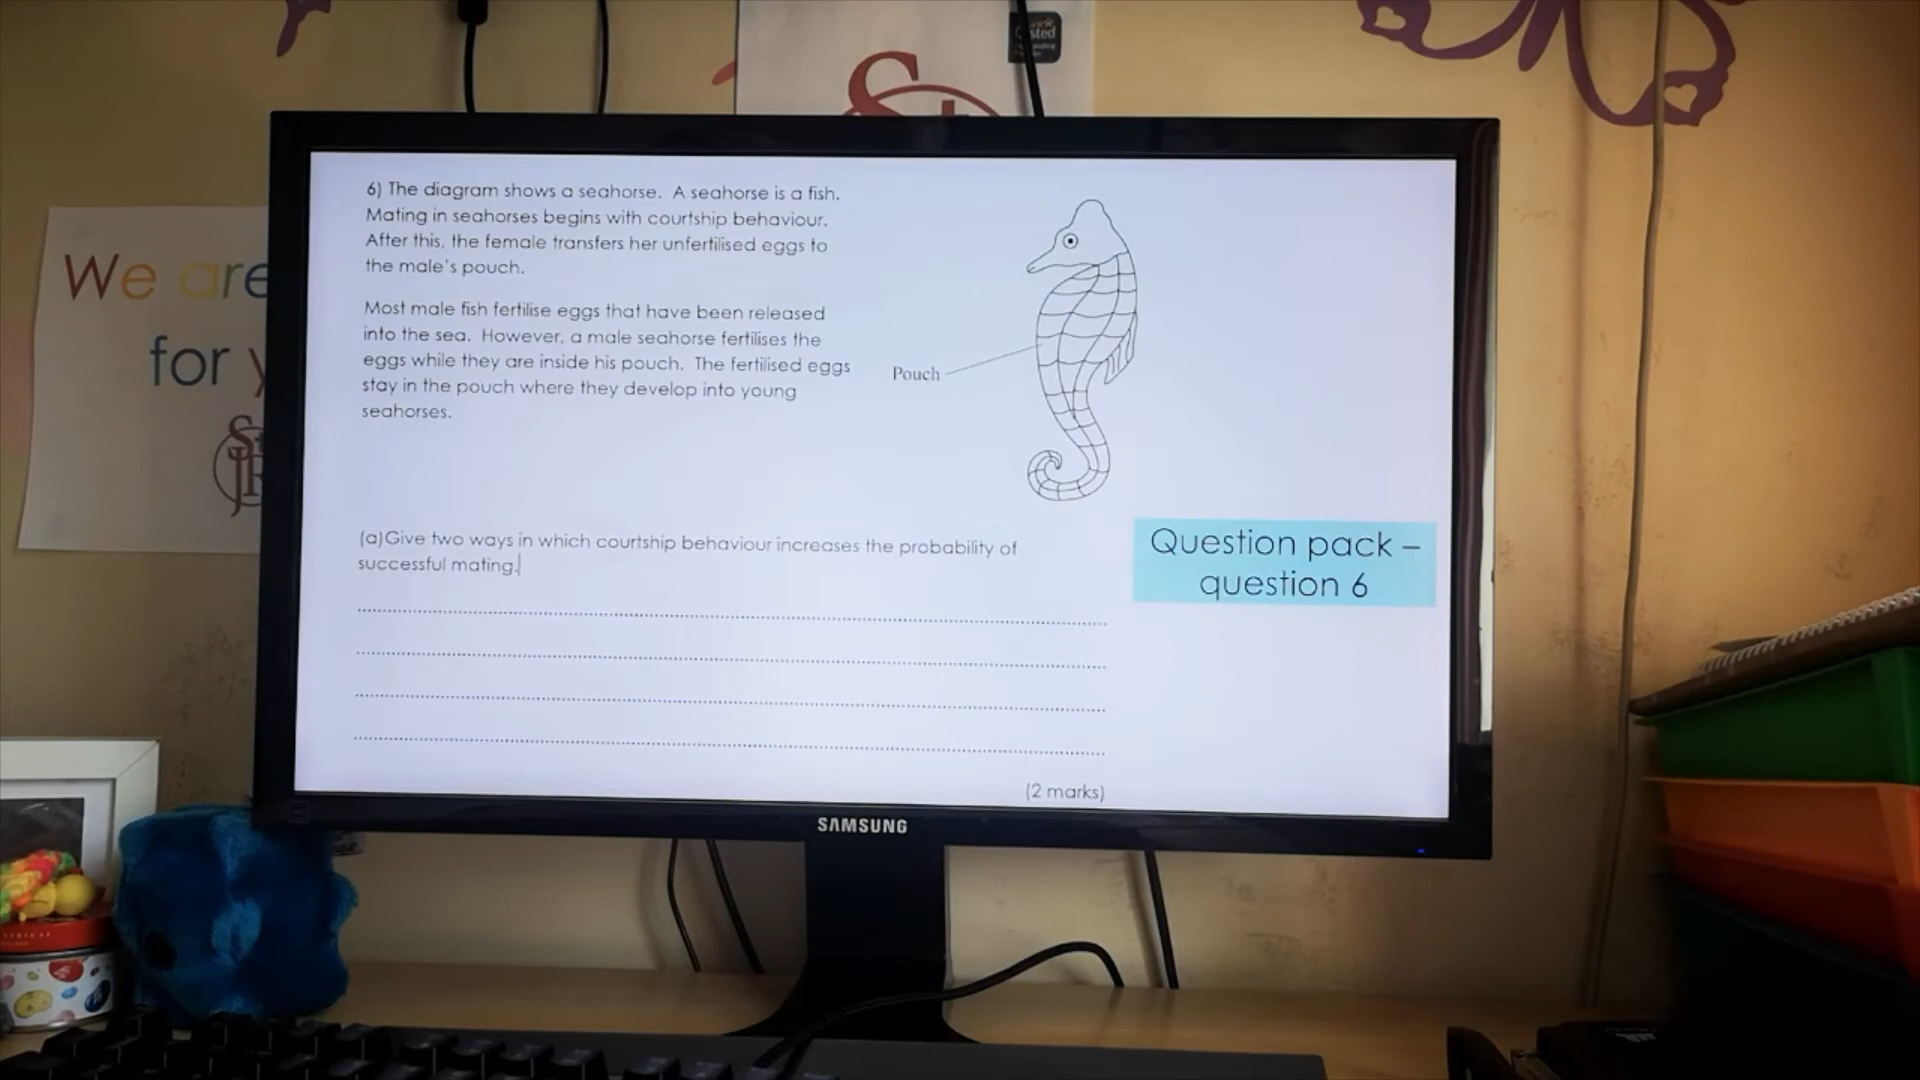 sted
We are
for y
S
JR
6) The diagram shows a seahorse. A seahorse is a fish.
Mating in seahorses begins with courtship behaviour.
After this, the female transfers her unfertilised eggs to
the male's pouch.
Most male fish fertilise eggs that have been released
into the sea. However, a male seahorse fertilises the
eggs while they are inside his pouch. The fertilised eggs
stay in the pouch where they develop into young
seahorses.
Pouch
(a)Give two ways in which courtship behaviour increases the probability of
successful mating.
(2 marks)
Question pack –
question 6
SAMSUNG